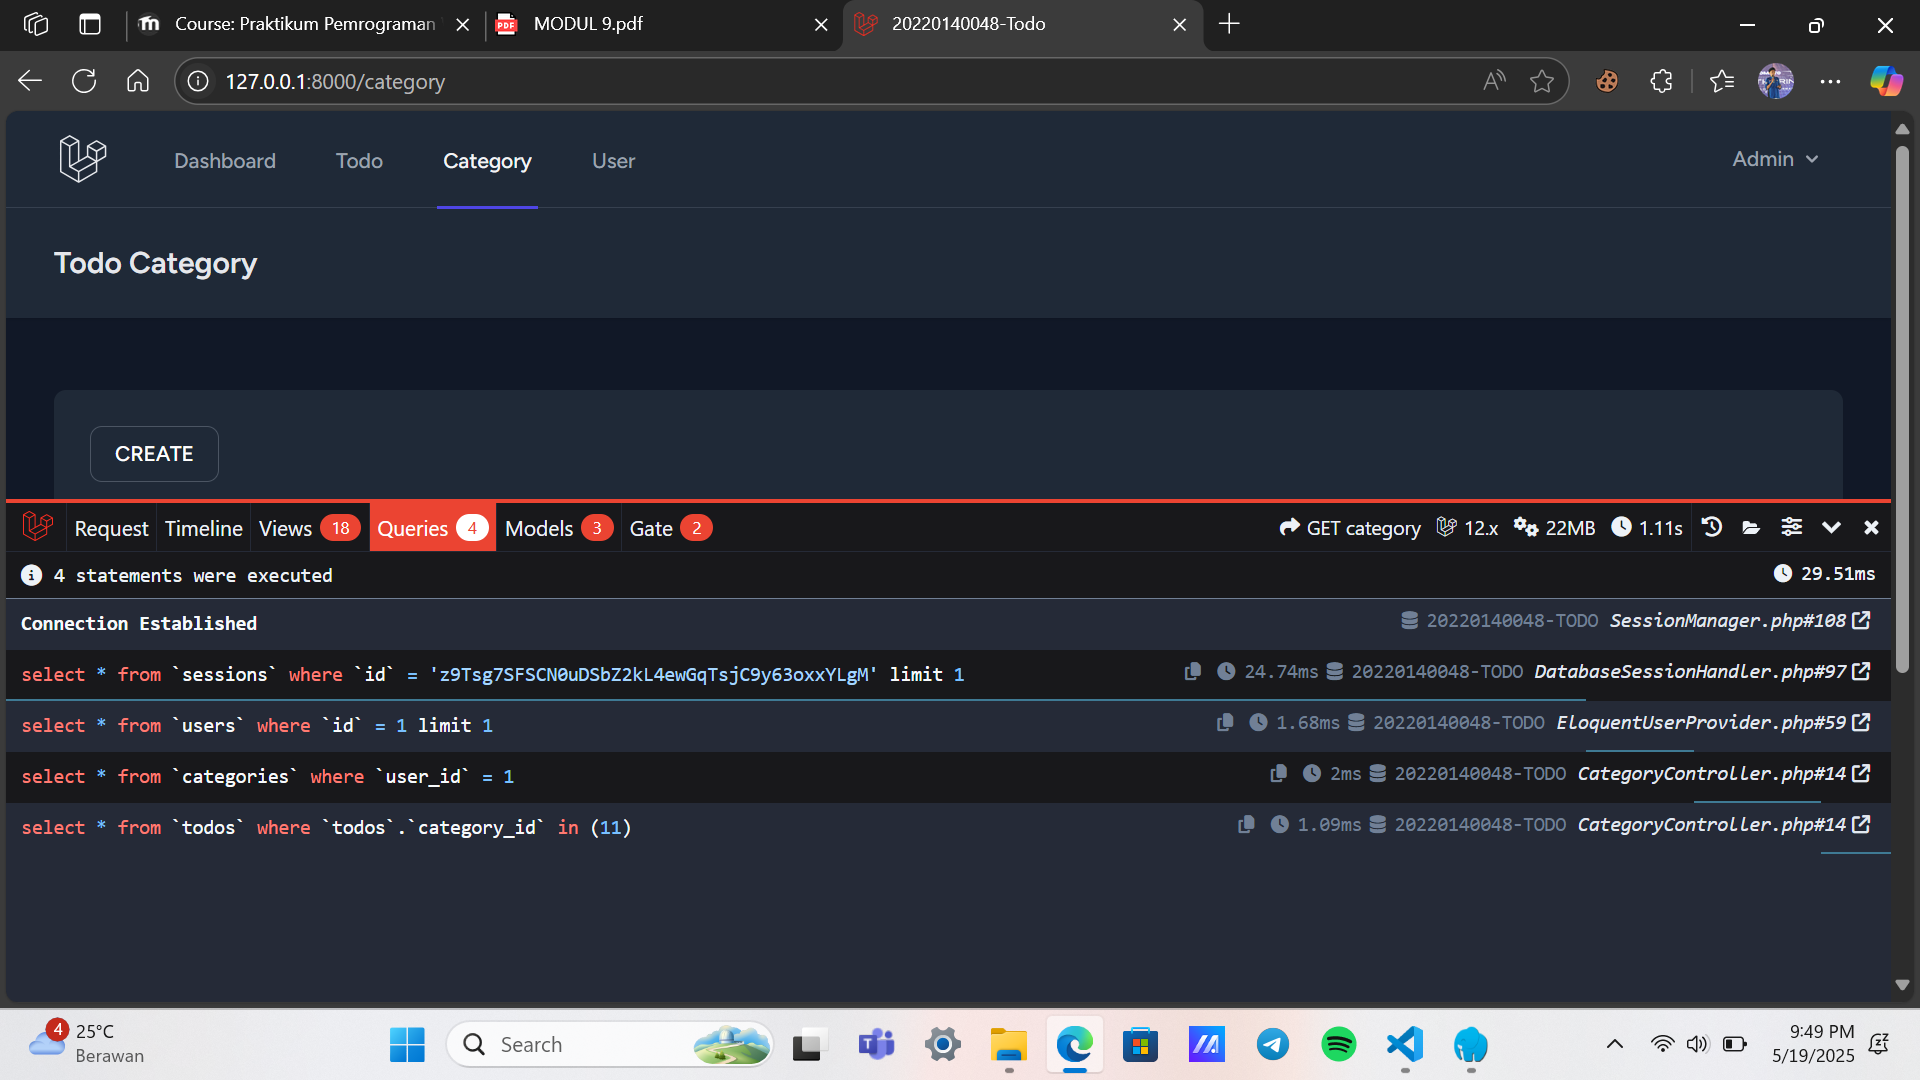 Course: Praktikum Pemrograman
MODUL 9.pdf
20220140048-Todo
127.0.0.1:8000/category
Dashboard
Todo
Category
User
Admin
Todo Category
CREATE
Request
Timeline
Views 18
Queries 4
Models 3
Gate 2
GET category
12.x
22MB
1.11s
4 statements were executed
29.51ms
Connection Established
20220140048-TODO SessionManager.php#108
select * from `sessions` where `id` = 'z9Tsg7SFSCN0uDSbZ2kL4ewGqTsjC9y63oxxYLgM' limit 1
24.74ms 20220140048-TODO DatabaseSessionHandler.php#97
select * from `users` where `id` = 1 limit 1
1.68ms 20220140048-TODO EloquentUserProvider.php#59
select * from `categories` where `user_id` = 1
2ms 20220140048-TODO CategoryController.php#14
select * from `todos` where `todos`.`category_id` in (11)
1.09ms 20220140048-TODO CategoryController.php#14
4
25°C
Berawan
Search
9:49 PM
5/19/2025